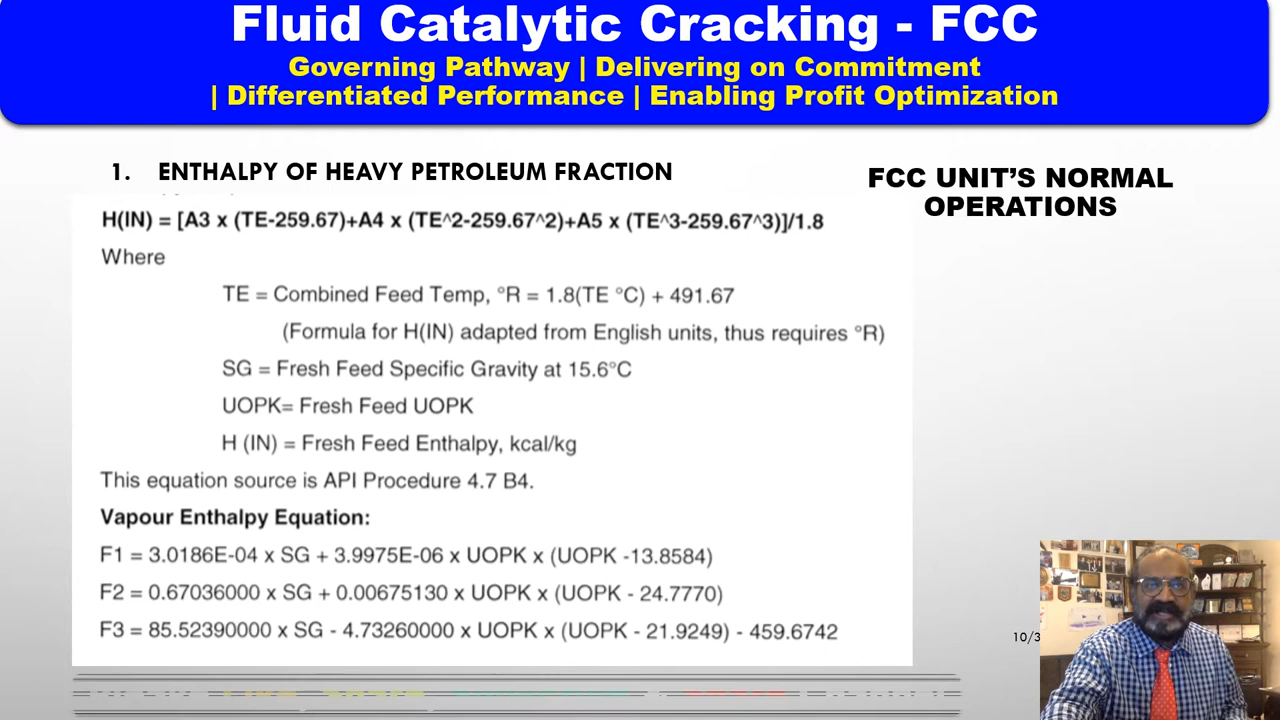 Fluid Catalytic Cracking - FCC
Governing Pathway | Delivering on Commitment
| Differentiated Performance | Enabling Profit Optimization
1. ENTHALPY OF HEAVY PETROLEUM FRACTION
FCC UNIT’S NORMAL
OPERATIONS
H(IN) = [A3 x (TE-259.67)+A4 x (TE^2-259.67^2)+A5 x (TE^3-259.67^3)]/1.8
Where
TE = Combined Feed Temp, °R = 1.8(TE °C) + 491.67
(Formula for H(IN) adapted from English units, thus requires °R)
SG = Fresh Feed Specific Gravity at 15.6°C
UOPK= Fresh Feed UOPK
H (IN) = Fresh Feed Enthalpy, kcal/kg
This equation source is API Procedure 4.7 B4.
Vapour Enthalpy Equation:
F1 = 3.0186E-04 x SG + 3.9975E-06 x UOPK x (UOPK -13.8584)
F2 = 0.67036000 x SG + 0.00675130 x UOPK x (UOPK - 24.7770)
F3 = 85.52390000 x SG - 4.73260000 x UOPK x (UOPK - 21.9249) - 459.6742
10/3